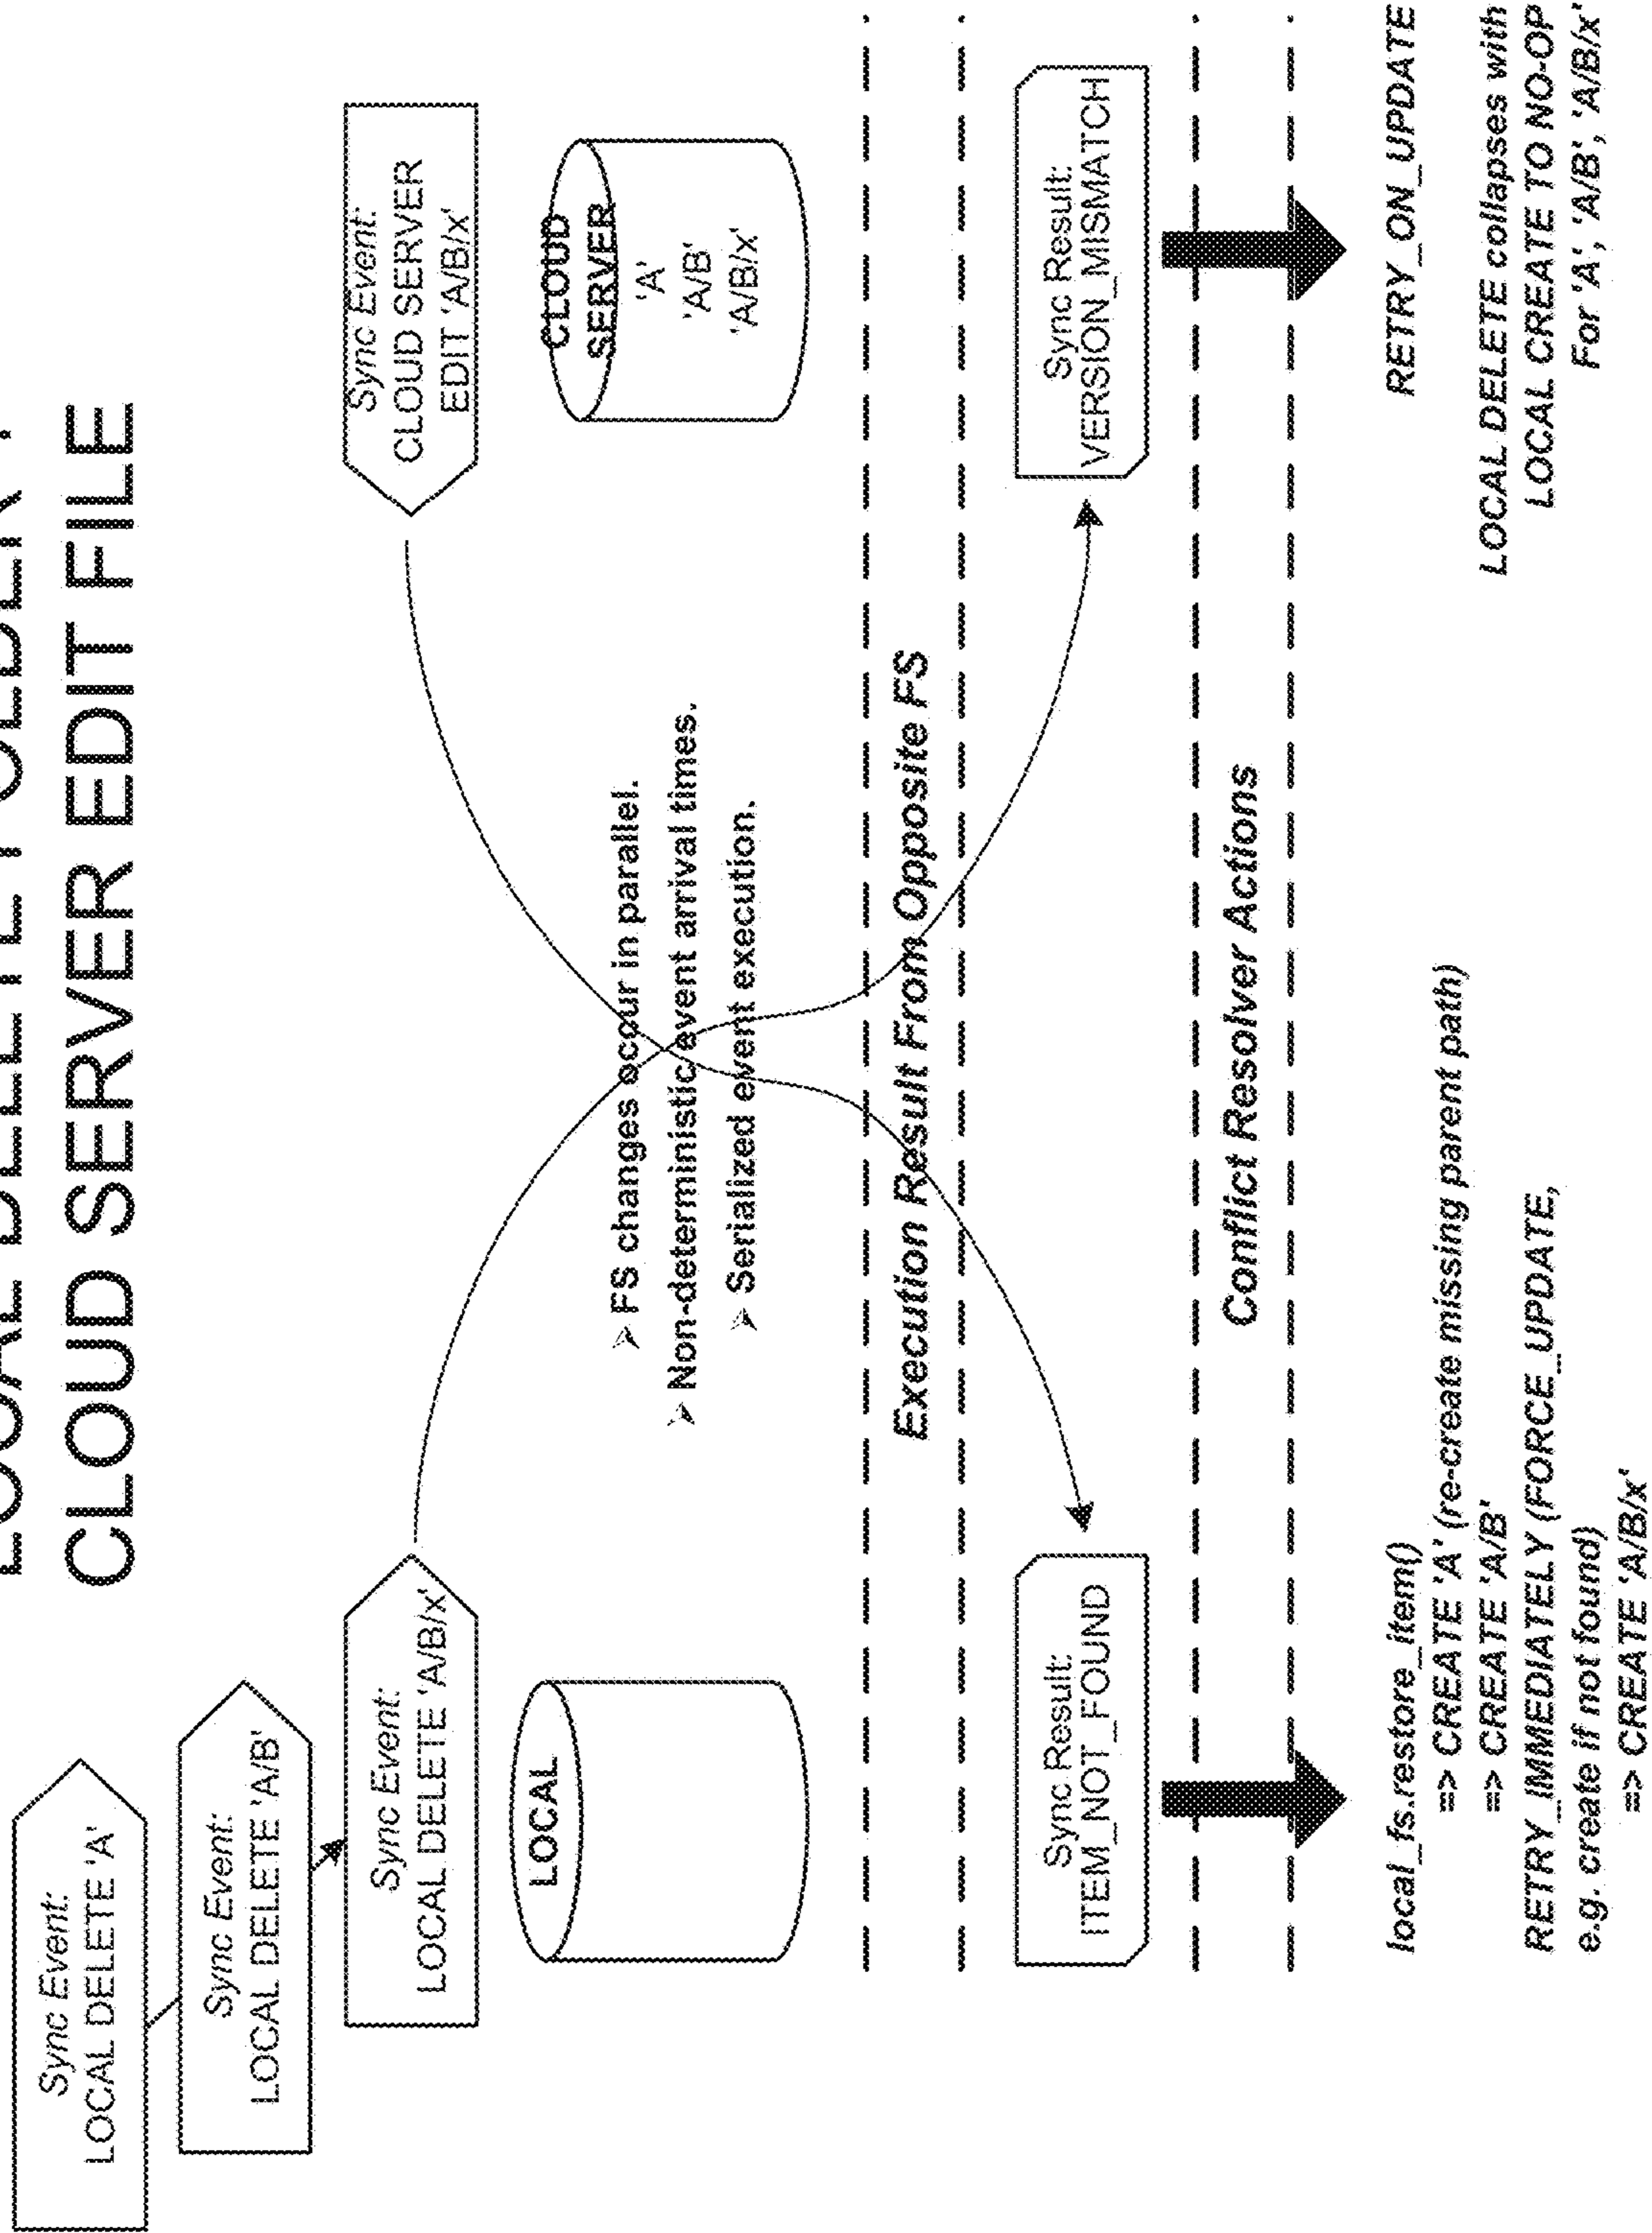 CLOUD SERVER EDIT FILE
Sync Event:
LOCAL DELETE 'A'
Sync Event:
LOCAL DELETE 'A/B'
Sync Event:
LOCAL DELETE 'A/B/x'
Sync Event:
CLOUD SERVER
EDIT 'A/B/x'
LOCAL
CLOUD
SERVER
'A'
'A/B'
'A/B/x'
➤ FS changes occur in parallel.
➤ Non-deterministic event arrival times.
➤ Serialized event execution.
Execution Result From Opposite FS
Sync Result:
ITEM_NOT_FOUND
Sync Result:
VERSION_MISMATCH
Conflict Resolver Actions
local_fs.restore_item()
=> CREATE 'A' (re-create missing parent path)
=> CREATE 'A/B'
RETRY_IMMEDIATELY (FORCE_UPDATE,
e.g. create if not found)
=> CREATE 'A/B/x'
RETRY_ON_UPDATE
LOCAL DELETE collapses with
LOCAL CREATE TO NO-OP
For 'A', 'A/B', 'A/B/x'